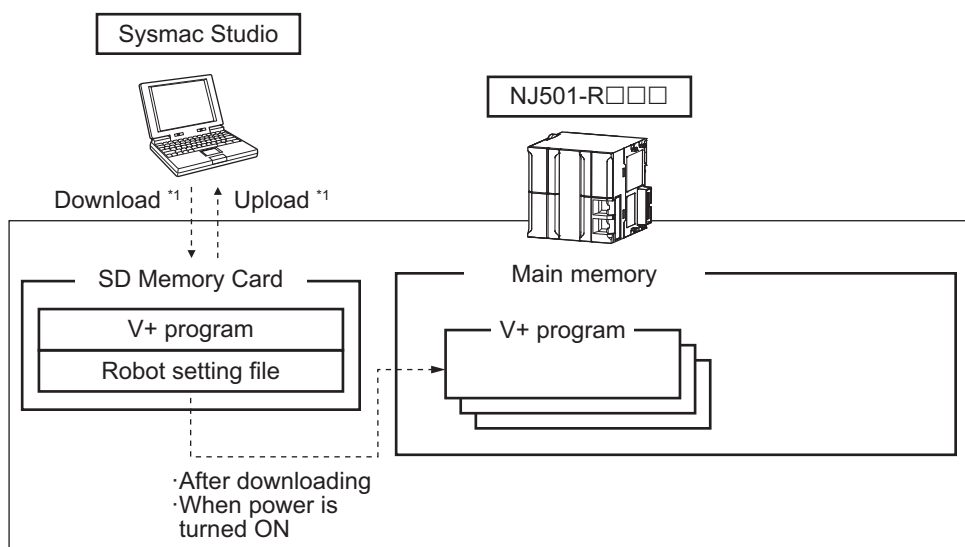 Sysmac Studio
NJ501-R□□□
Download *1
Upload *1
SD Memory Card
V+ program
Robot setting file
Main memory
V+ program
·After downloading
·When power is
turned ON